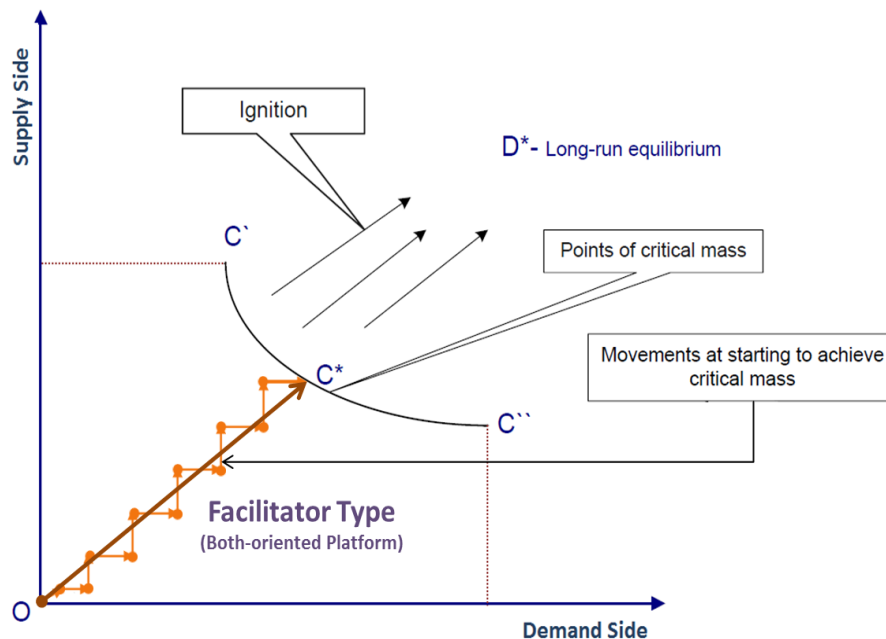 Supply Side
Ignition
D*- Long-run equilibrium
C`
Points of critical mass
Movements at starting to achieve
critical mass
C*
C``
Facilitator Type
(Both-oriented Platform)
O
Demand Side